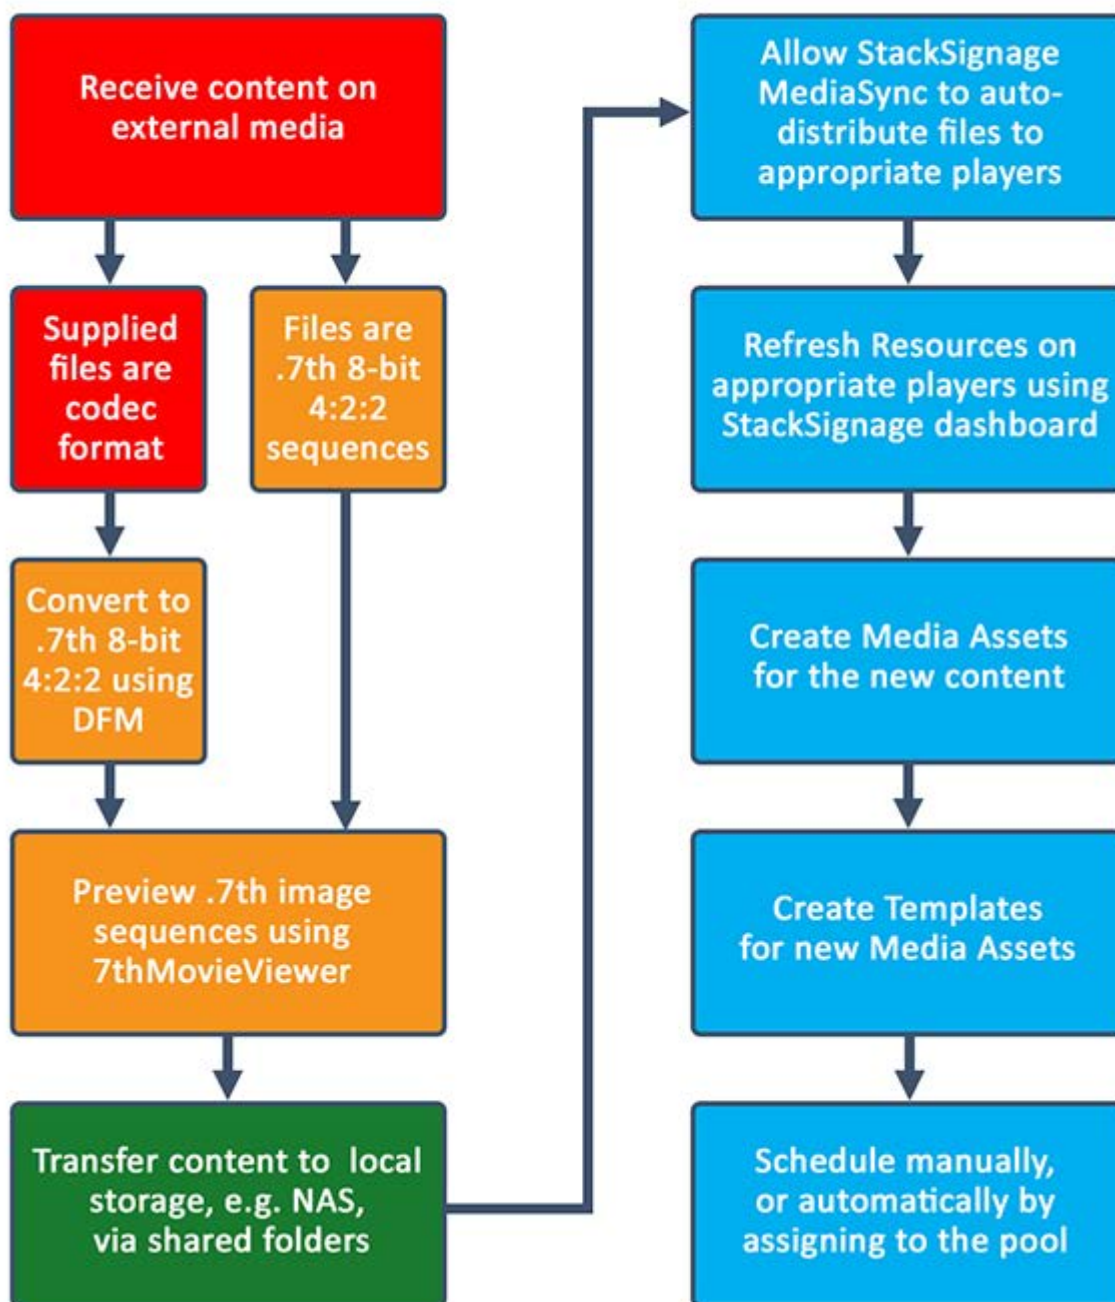 Receive content on
external media
Supplied
files are
codec
format
Files are
.7th 8-bit
4:2:2
sequences
Convert to
.7th 8-bit
4:2:2 using
DFM
Preview .7th image
sequences using
7thMovieViewer
Transfer content to local
storage, e.g. NAS,
via shared folders
Allow StackSignage
MediaSync to auto-
distribute files to
appropriate players
Refresh Resources on
appropriate players using
StackSignage dashboard
Create Media Assets
for the new content
Create Templates
for new Media Assets
Schedule manually,
or automatically by
assigning to the pool